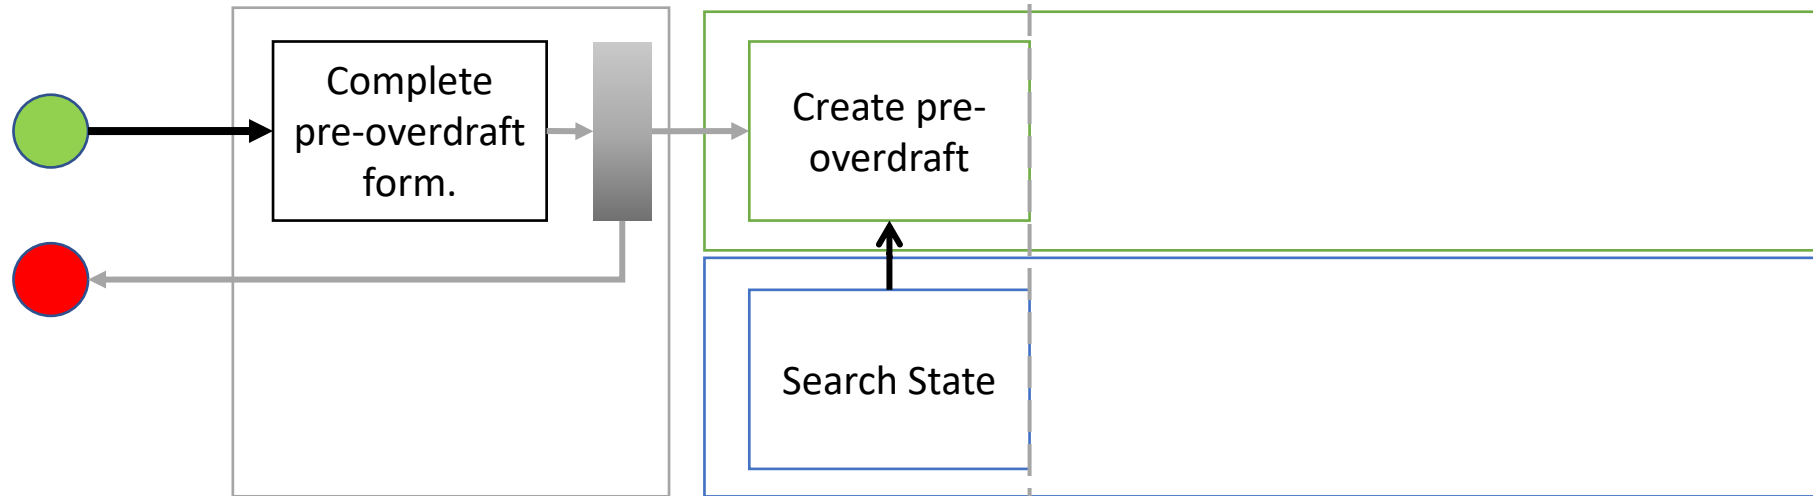 Complete
pre-overdraft
form.
Create pre-
overdraft
Search State